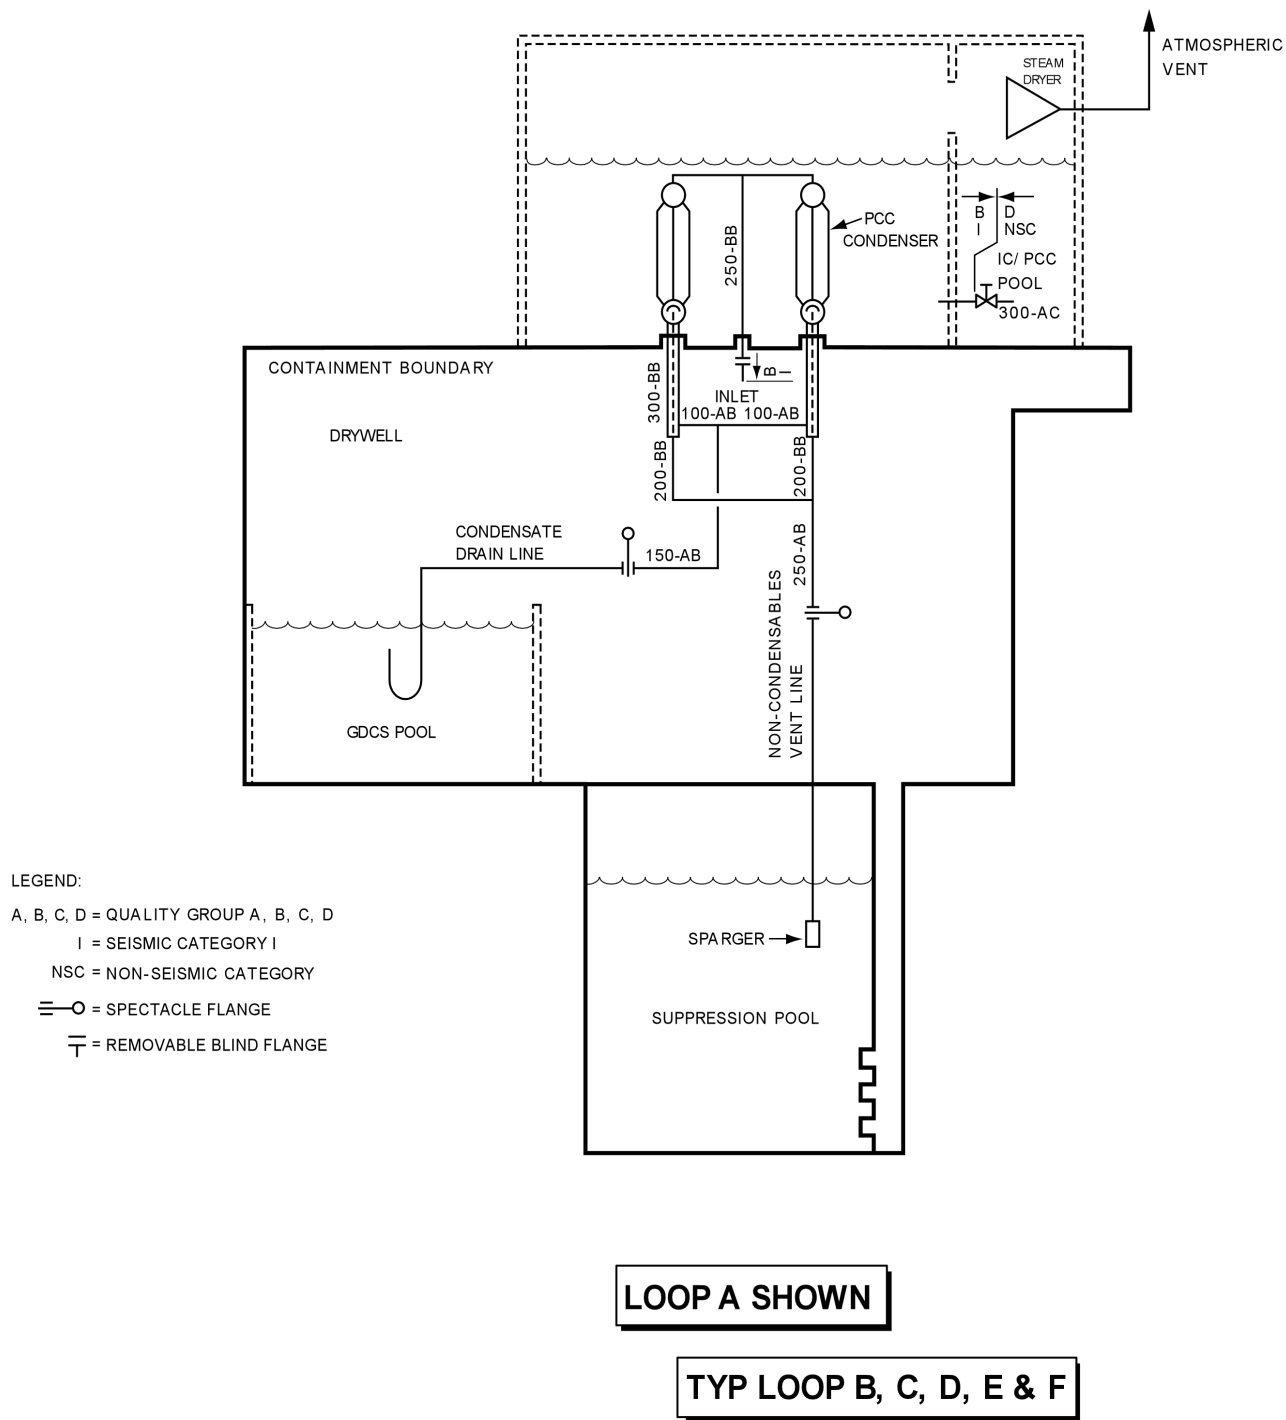 ATMOSPHERIC
VENT
STEAM
DRYER
B D
I NSC
PCC
CONDENSER
IC/ PCC
POOL
300-AC
250-BB
CONTAINMENT BOUNDARY
B
I
INLET
300-BB
100-AB 100-AB
DRYWELL
200-BB
200-BB
CONDENSATE
DRAIN LINE
150-AB
250-AB
NON-CONDENSABLES
VENT LINE
GDCS POOL
LEGEND:
A, B, C, D = QUALITY GROUP A, B, C, D
I = SEISMIC CATEGORY I
NSC = NON-SEISMIC CATEGORY
= SPECTACLE FLANGE
= REMOVABLE BLIND FLANGE
SPARGER
SUPPRESSION POOL
LOOP A SHOWN
TYP LOOP B, C, D, E & F